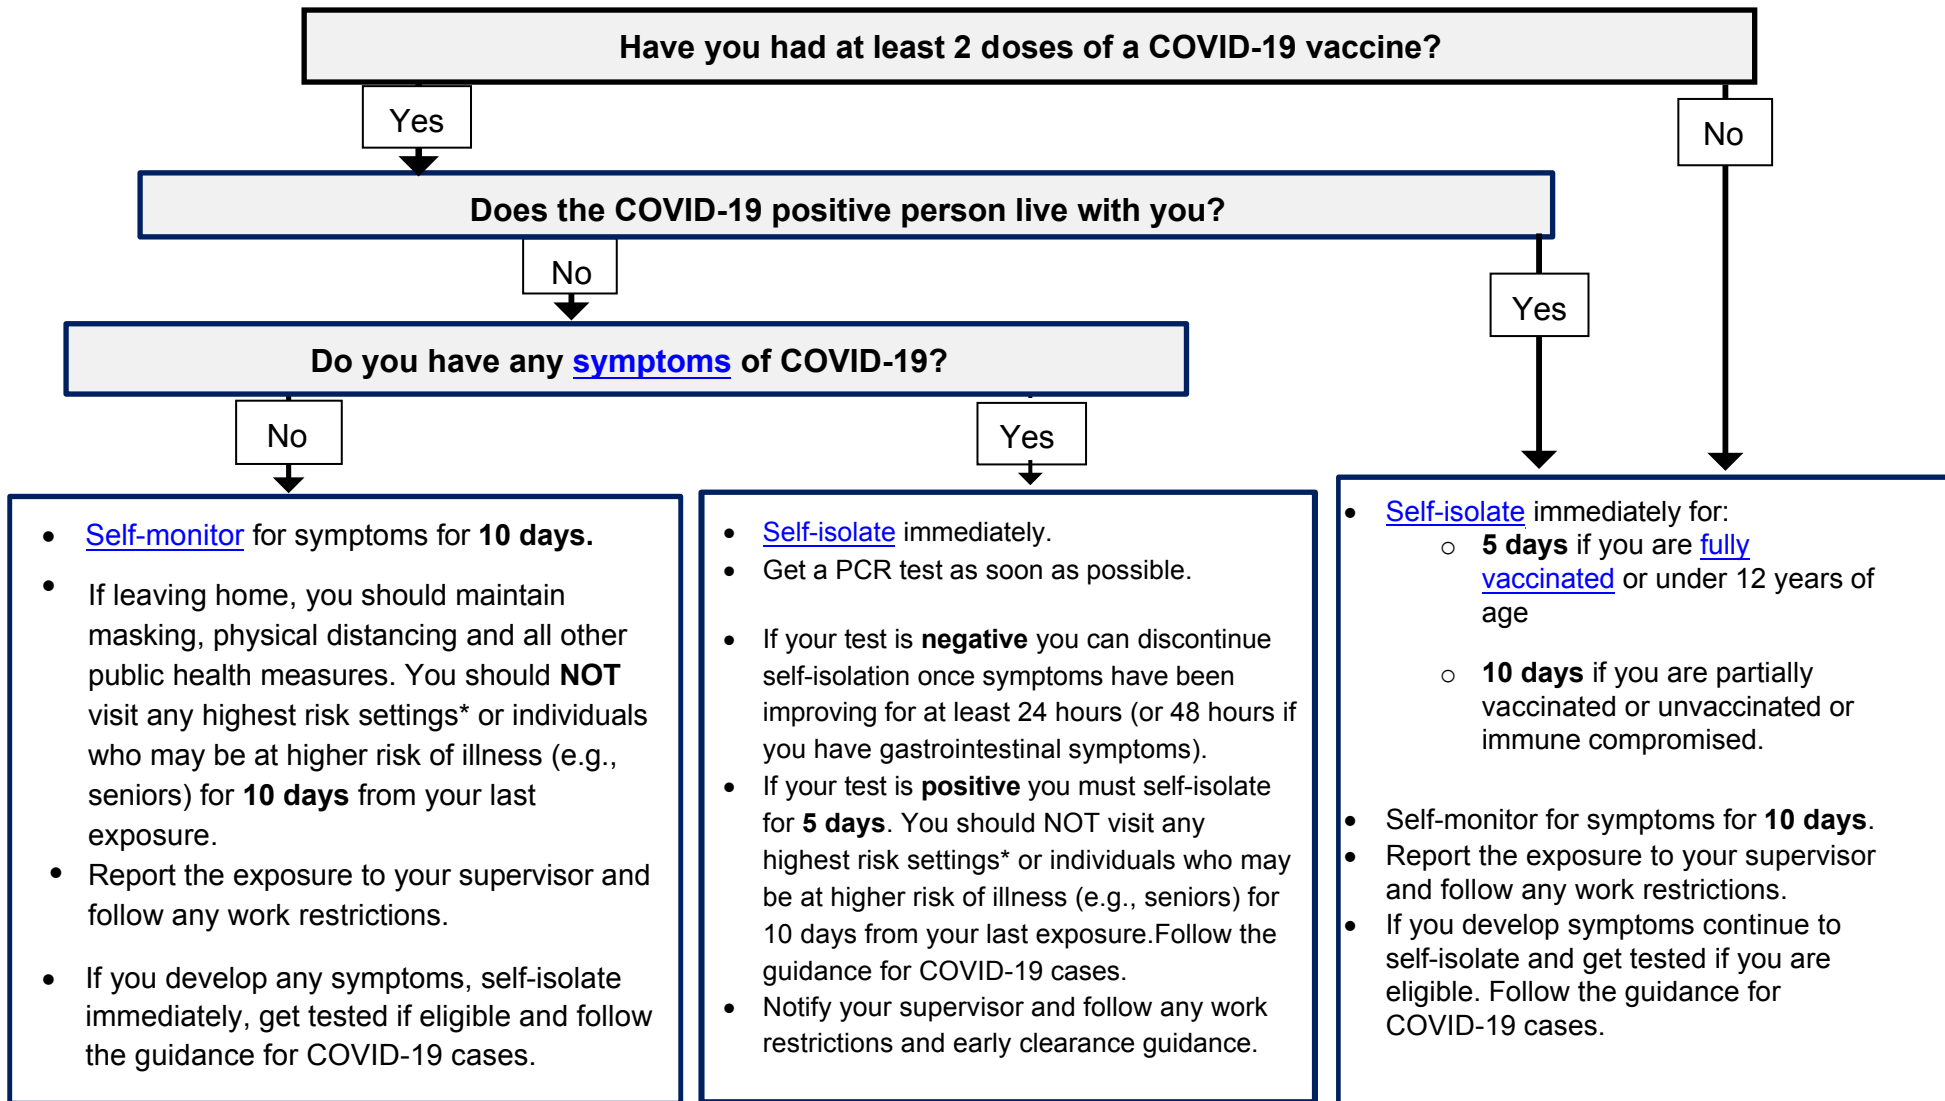 Have you had at least 2 doses of a COVID-19 vaccine?
Yes
No
Does the COVID-19 positive person live with you?
No
Yes
Do you have any symptoms of COVID-19?
No
Yes
• Self-monitor for symptoms for 10 days.
• If leaving home, you should maintain
masking, physical distancing and all other
public health measures. You should NOT
visit any highest risk settings* or individuals
who may be at higher risk of illness (e.g.,
seniors) for 10 days from your last
exposure.
• Report the exposure to your supervisor and
follow any work restrictions.
• If you develop any symptoms, self-isolate
immediately, get tested if eligible and follow
the guidance for COVID-19 cases.
• Self-isolate immediately.
• Get a PCR test as soon as possible.
• If your test is negative you can discontinue
self-isolation once symptoms have been
improving for at least 24 hours (or 48 hours if
you have gastrointestinal symptoms).
• If your test is positive you must self-isolate
for 5 days. You should NOT visit any
highest risk settings* or individuals who may
be at higher risk of illness (e.g., seniors) for
10 days from your last exposure.Follow the
guidance for COVID-19 cases.
• Notify your supervisor and follow any work
restrictions and early clearance guidance.
• Self-isolate immediately for:
o 5 days if you are fully
vaccinated or under 12 years of
age
o 10 days if you are partially
vaccinated or unvaccinated or
immune compromised.
• Self-monitor for symptoms for 10 days.
• Report the exposure to your supervisor
and follow any work restrictions.
• If you develop symptoms continue to
self-isolate and get tested if you are
eligible. Follow the guidance for
COVID-19 cases.